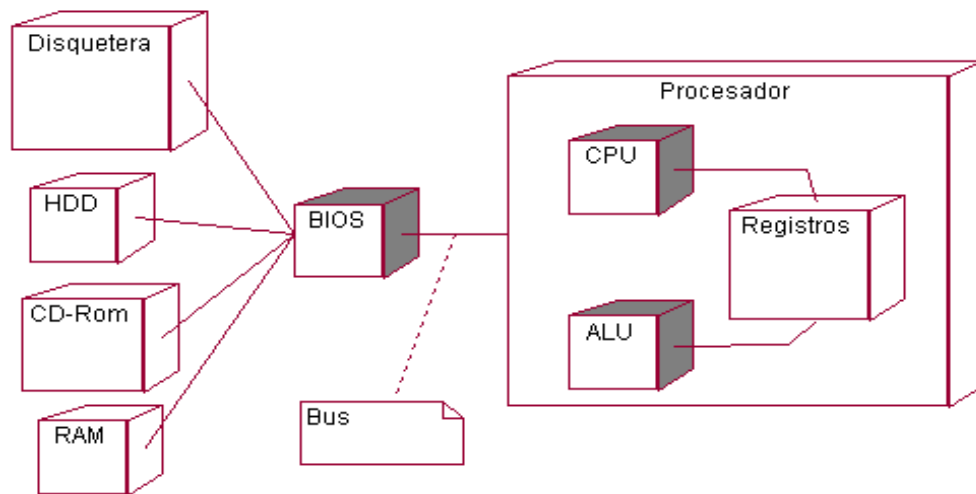 Disquetera
HDD
CD-Rom
RAM
BIOS
Bus
Procesador
CPU
Registros
ALU